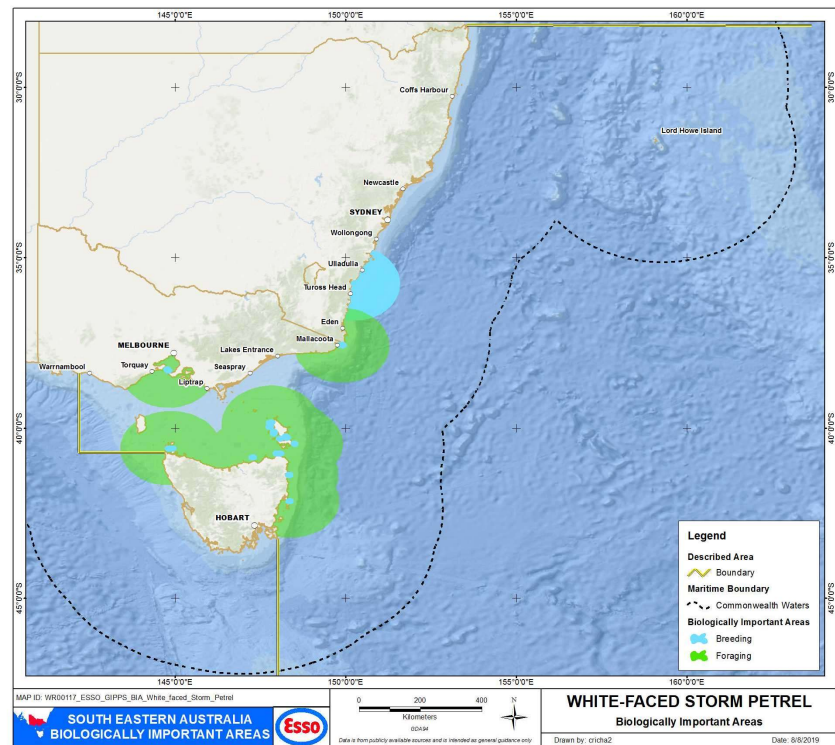 145°0'0"E
150°0'0"E
155°0'0"E
160°0'0"E
30°0'0"S
35°0'0"S
40°0'0"S
45°0'0"S
30°0'0"S
35°0'0"S
40°0'0"S
45°0'0"S
Coffs Harbour
Lord Howe Island
Newcastle
SYDNEY
Wollongong
Ulladulla
Tuross Head
Eden
MELBOURNE
Mallacoota
Lakes Entrance
Torquay
Seaspray
Warrnambool
Liptrap
HOBART
Legend
Described Area
Boundary
Maritime Boundary
Commonwealth Waters
Biologically Important Areas
Breeding
Foraging
145°0'0"E
150°0'0"E
155°0'0"E
160°0'0"E
MAP ID: WR00117_ESSO_GIPPS_BIA_White_faced_Storm_Petrel
SOUTH EASTERN AUSTRALIA
BIOLOGICALLY IMPORTANT AREAS
Esso
0 200 400
Kilometers
GDA94
N
Data is from publicly available sources and is intended as general guidance only
WHITE-FACED STORM PETREL
Biologically Important Areas
Drawn by: cricha2 Date: 8/8/2019